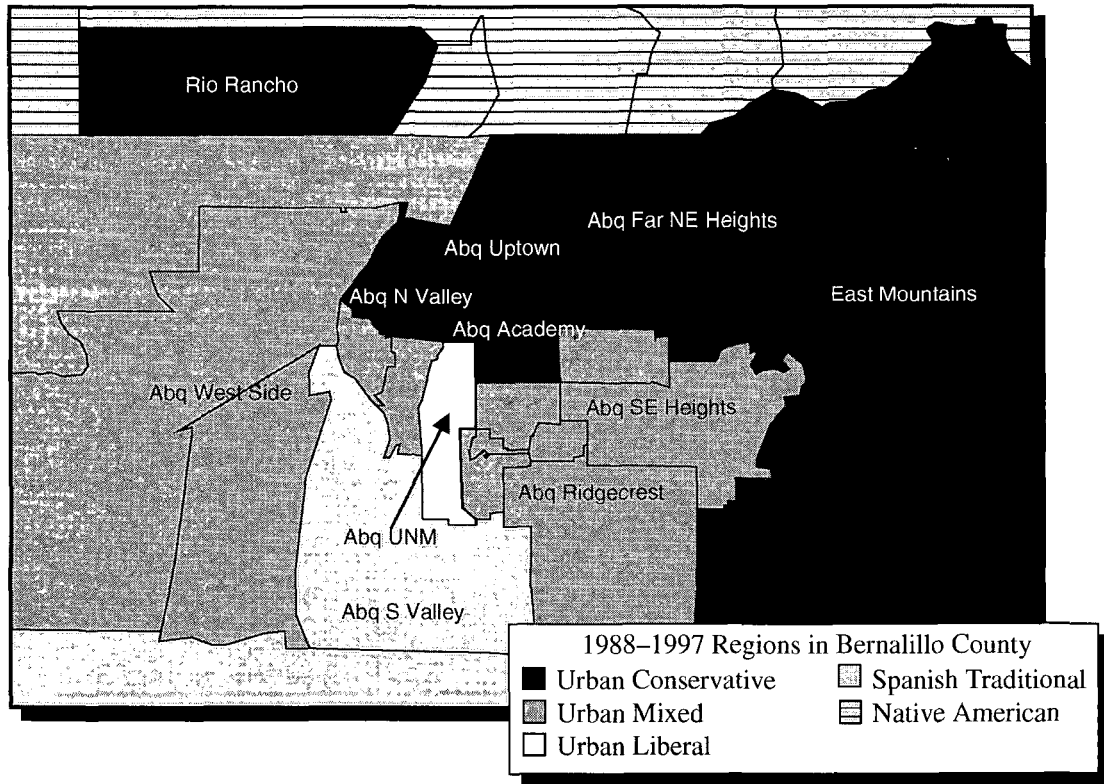 Rio Rancho
Abq Far NE Heights
Abq Uptown
East Mountains
Abq N Valley
Abq Academy
Abq West Side
Abq SE Heights
Abq Ridgecrest
Abq UNM
Abq S Valley
1988–1997 Regions in Bernalillo County
Urban Conservative
Spanish Traditional
Urban Mixed
Native American
Urban Liberal